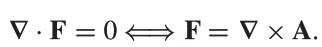 ∇ · F = 0 ⟺ F = ∇ × A.